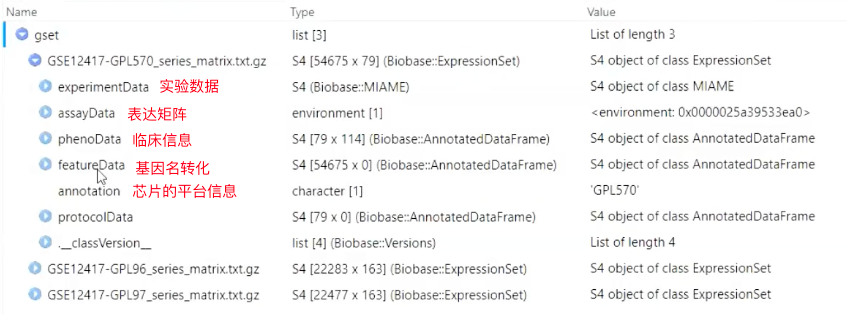 Name Type Value
gset list [3] List of length 3
GSE12417-GPL570_series_matrix.txt.gz S4 [54675 x 79] (Biobase::ExpressionSet) S4 object of class ExpressionSet
experimentData 实验数据 S4 (Biobase::MIAME) S4 object of class MIAME
assayData 表达矩阵 environment [1] <environment: 0x0000025a39533ea0>
phenoData 临床信息 S4 [79 x 114] (Biobase::AnnotatedDataFrame) S4 object of class AnnotatedDataFrame
featureData 基因名转化 S4 [54675 x 0] (Biobase::AnnotatedDataFrame) S4 object of class AnnotatedDataFrame
annotation 芯片的平台信息 character [1] 'GPL570'
protocolData S4 [79 x 0] (Biobase::AnnotatedDataFrame) S4 object of class AnnotatedDataFrame
.__classVersion__ list [4] (Biobase::Versions) List of length 4
GSE12417-GPL96_series_matrix.txt.gz S4 [22283 x 163] (Biobase::ExpressionSet) S4 object of class ExpressionSet
GSE12417-GPL97_series_matrix.txt.gz S4 [22477 x 163] (Biobase::ExpressionSet) S4 object of class ExpressionSet